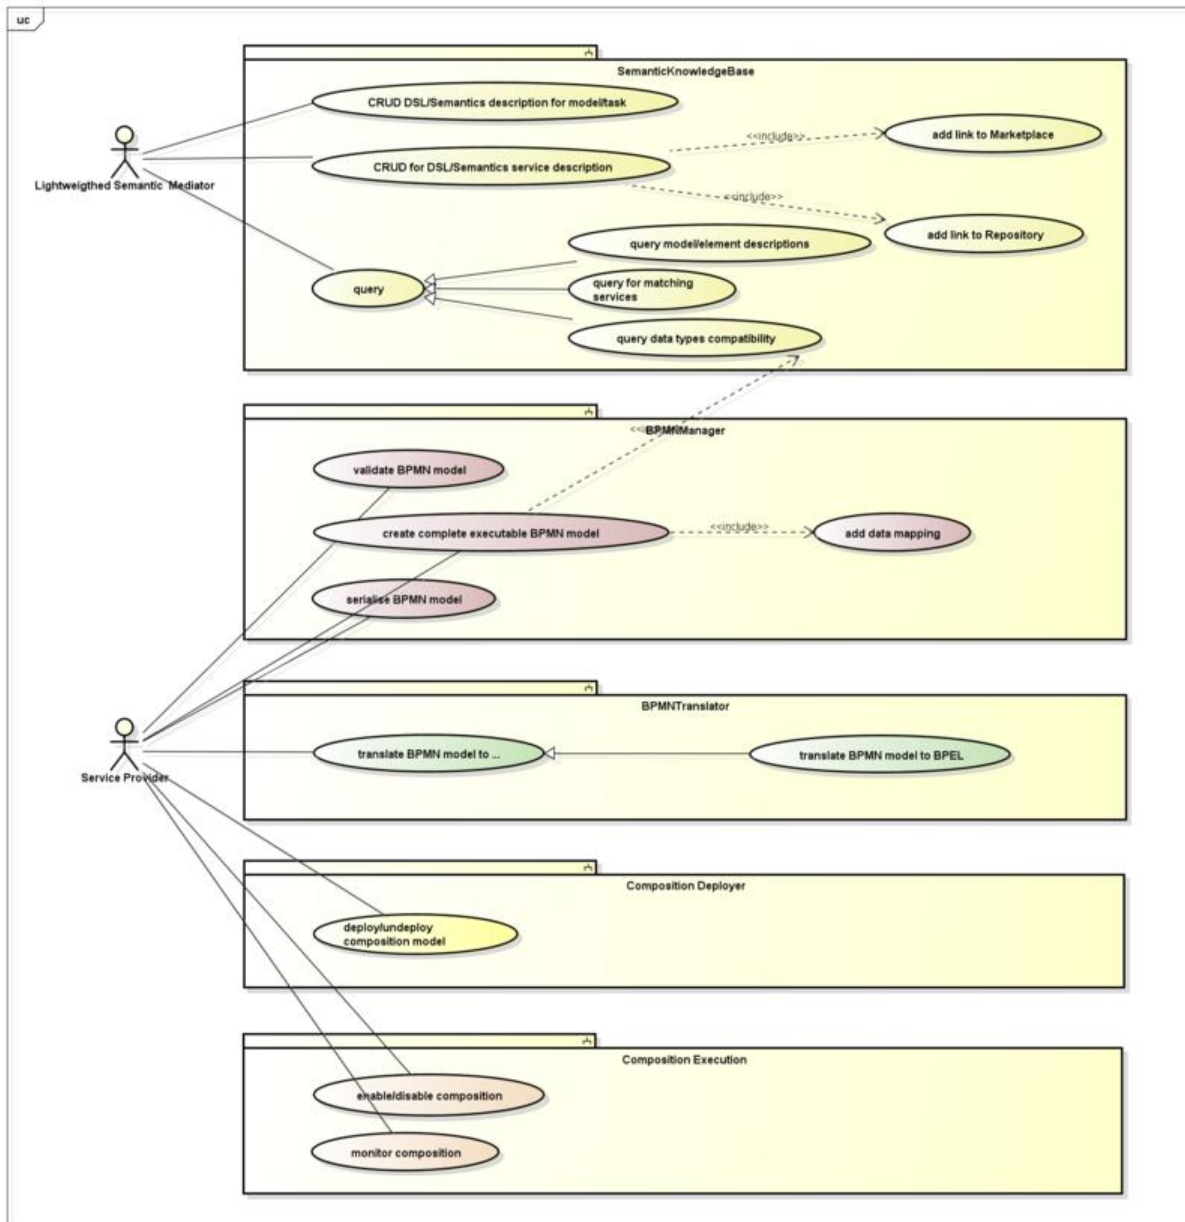 uc
SemanticKnowledgeBase
CRUD DSL/Semantics description for model/task
<<include>>
add link to Marketplace
CRUD for DSL/Semantics service description
Lightweigthed Semantic Mediator
<<include>>
add link to Repository
query model/element descriptions
query
query for matching
services
query data types compatibility
BPMNManager
validate BPMN model
create complete executable BPMN model
<<include>>
add data mapping
serialise BPMN model
BPMNTranslator
translate BPMN model to ...
translate BPMN model to BPEL
Service Provider
Composition Deployer
deploy/undeploy
composition model
Composition Execution
enable/disable composition
monitor composition